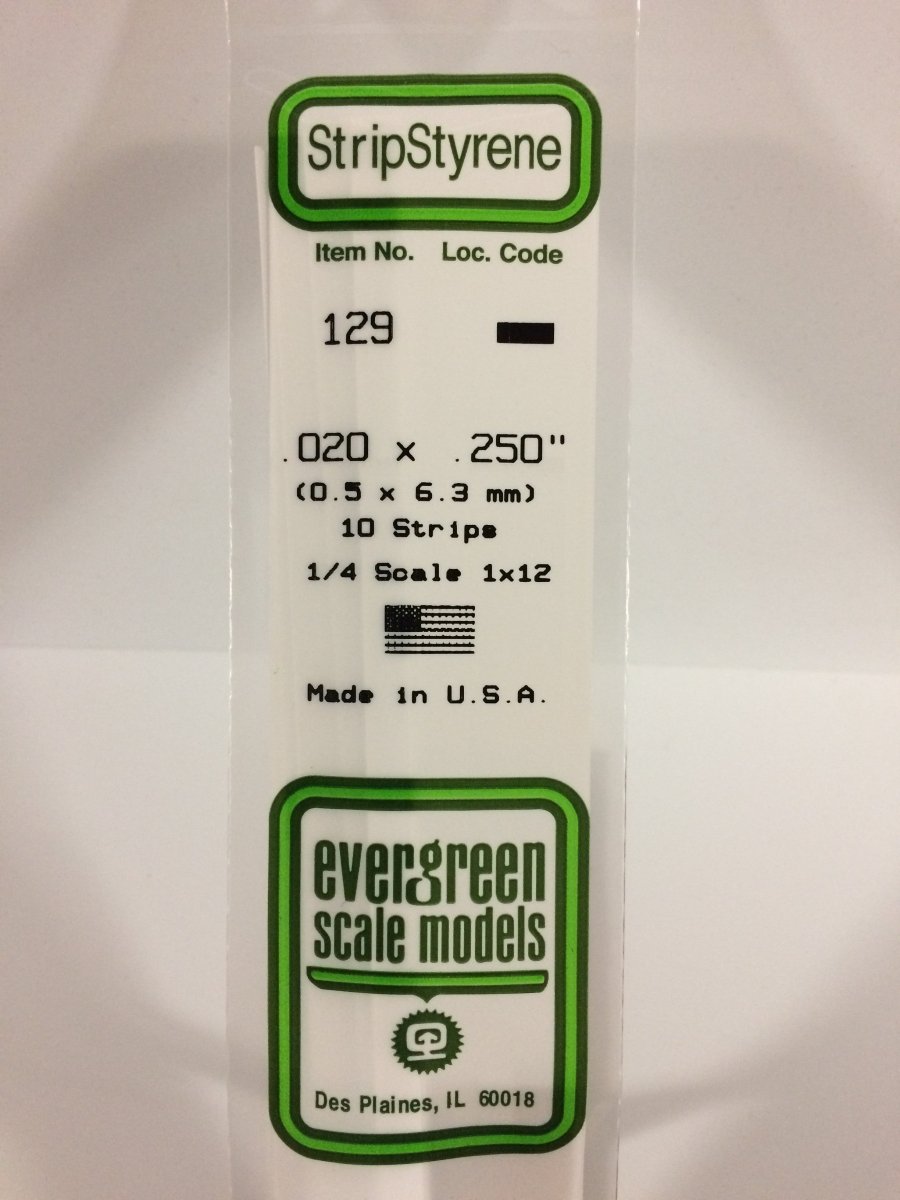 StripStyrene
Item No. Loc. Code
129
.020 x .250"
(0.5 x 6.3 mm)
10 Strips
1/4 Scale 1x12
Made in U.S.A.
evergreen
scale models
Des Plaines, IL 60018